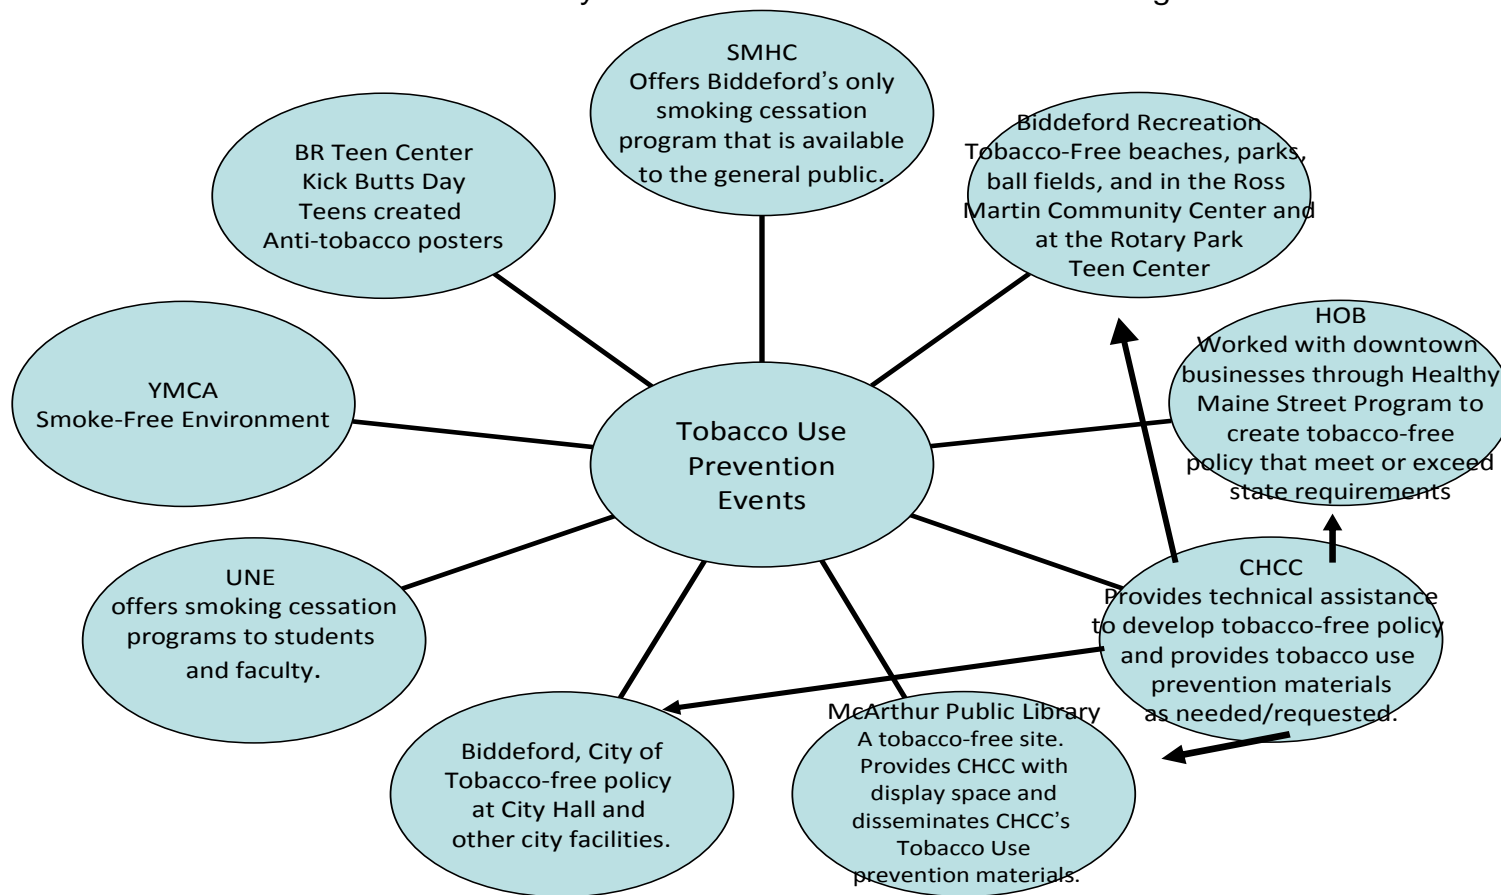 SMHC
Offers Biddeford’s only
smoking cessation
program that is available
to the general public.
BR Teen Center
Kick Butts Day
Teens created
Anti-tobacco posters
Biddeford Recreation
Tobacco-Free beaches, parks,
ball fields, and in the Ross
Martin Community Center and
at the Rotary Park
Teen Center
YMCA
Smoke-Free Environment
HOB
Worked with downtown
businesses through Healthy
Maine Street Program to
create tobacco-free
policy that meet or exceed
state requirements
Tobacco Use
Prevention
Events
UNE
offers smoking cessation
programs to students
and faculty.
CHCC
Provides technical assistance
to develop tobacco-free policy
and provides tobacco use
prevention materials
as needed/requested.
Biddeford, City of
Tobacco-free policy
at City Hall and
other city facilities.
McArthur Public Library
A tobacco-free site.
Provides CHCC with
display space and
disseminates CHCC’s
Tobacco Use
prevention materials.